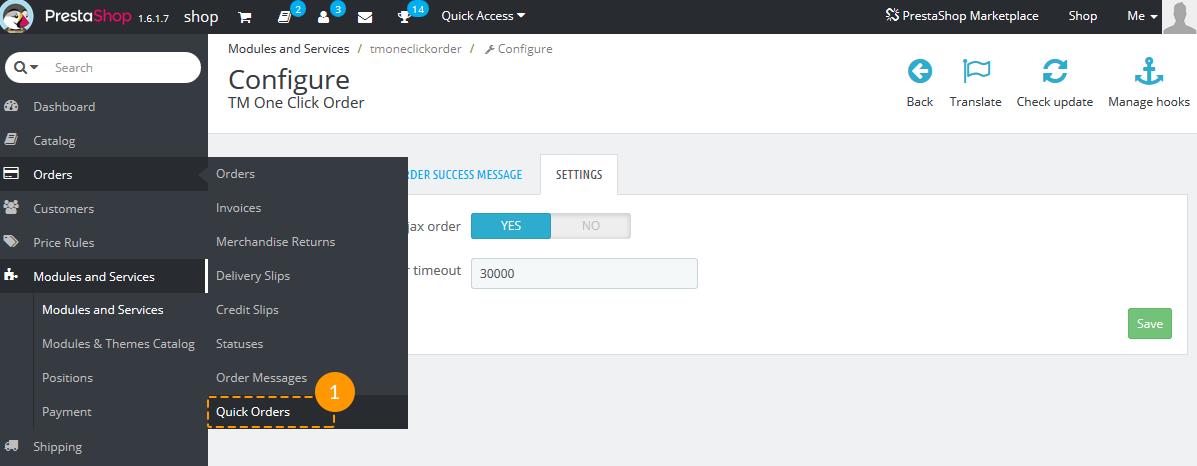 PrestaShop 1.6.1.7 shop 2 3 14 Quick Access PrestaShop Marketplace Shop Me
Search
Dashboard
Catalog
Orders
Customers
Price Rules
Modules and Services
Modules and Services
Modules & Themes Catalog
Positions
Payment
Shipping
Orders
Invoices
Merchandise Returns
Delivery Slips
Credit Slips
Statuses
Order Messages
Quick Orders
1
Modules and Services / tmoneclickorder / Configure
Configure
TM One Click Order
Back Translate Check update Manage hooks
RDER SUCCESS MESSAGE SETTINGS
jax order YES NO
r timeout 30000
Save